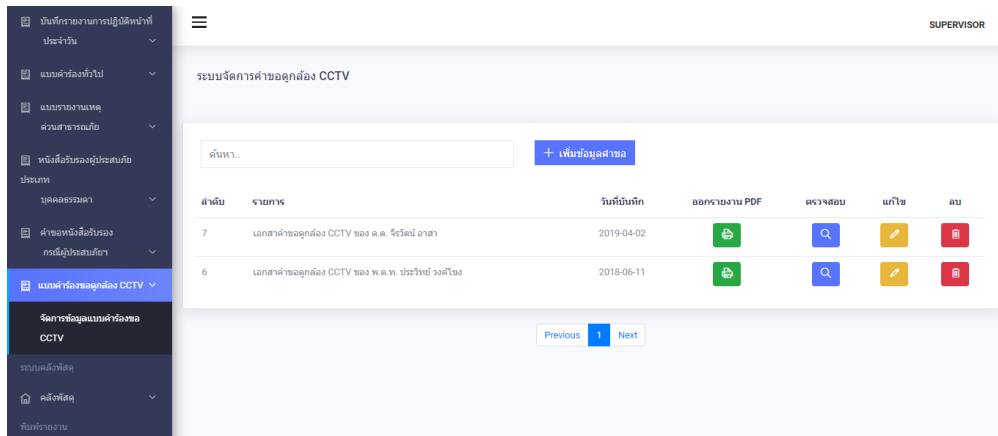 บันทึกรายงานการปฏิบัติหน้าที่
ประจำวัน
แบบคำร้องทั่วไป
แบบรายงานเหตุ
ด่วนสาธารณภัย
หนังสือรับรองผู้ประสบภัย
ประเภท
บุคคลธรรมดา
คำขอหนังสือรับรอง
กรณีผู้ประสบภัยฯ
แบบคำร้องขอดูกล้อง CCTV
จัดการข้อมูลแบบคำร้องขอ
CCTV
ระบบคลังพัสดุ
คลังพัสดุ
พิมพ์รายงาน
SUPERVISOR
ระบบจัดการคำขอดูกล้อง CCTV
ค้นหา..
+ เพิ่มข้อมูลคำขอ
ลำดับ รายการ วันที่บันทึก ออกรายงาน PDF ตรวจสอบ แก้ไข ลบ
7 เอกสาคำขอดูกล้อง CCTV ของ ด.ต. จีรวัตน์ อาสา 2019-04-02
6 เอกสาคำขอดูกล้อง CCTV ของ พ.ต.ท. ประวิทย์ วงค์โฆง 2018-06-11
Previous 1 Next